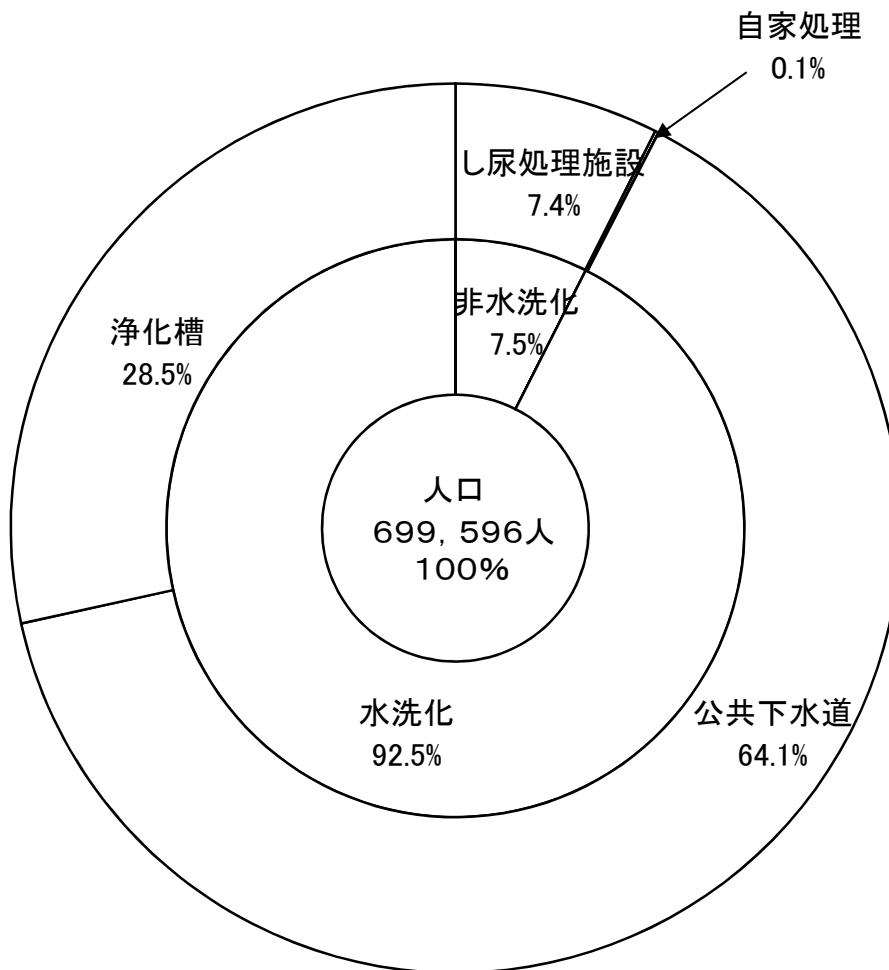 自家処理
0.1%
し尿処理施設
7.4%
非水洗化
7.5%
浄化槽
28.5%
人口
699,596人
100%
水洗化
92.5%
公共下水道
64.1%